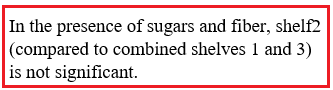 In the presence of sugars and fiber, shelf2
(compared to combined shelves 1 and 3)
is not significant.